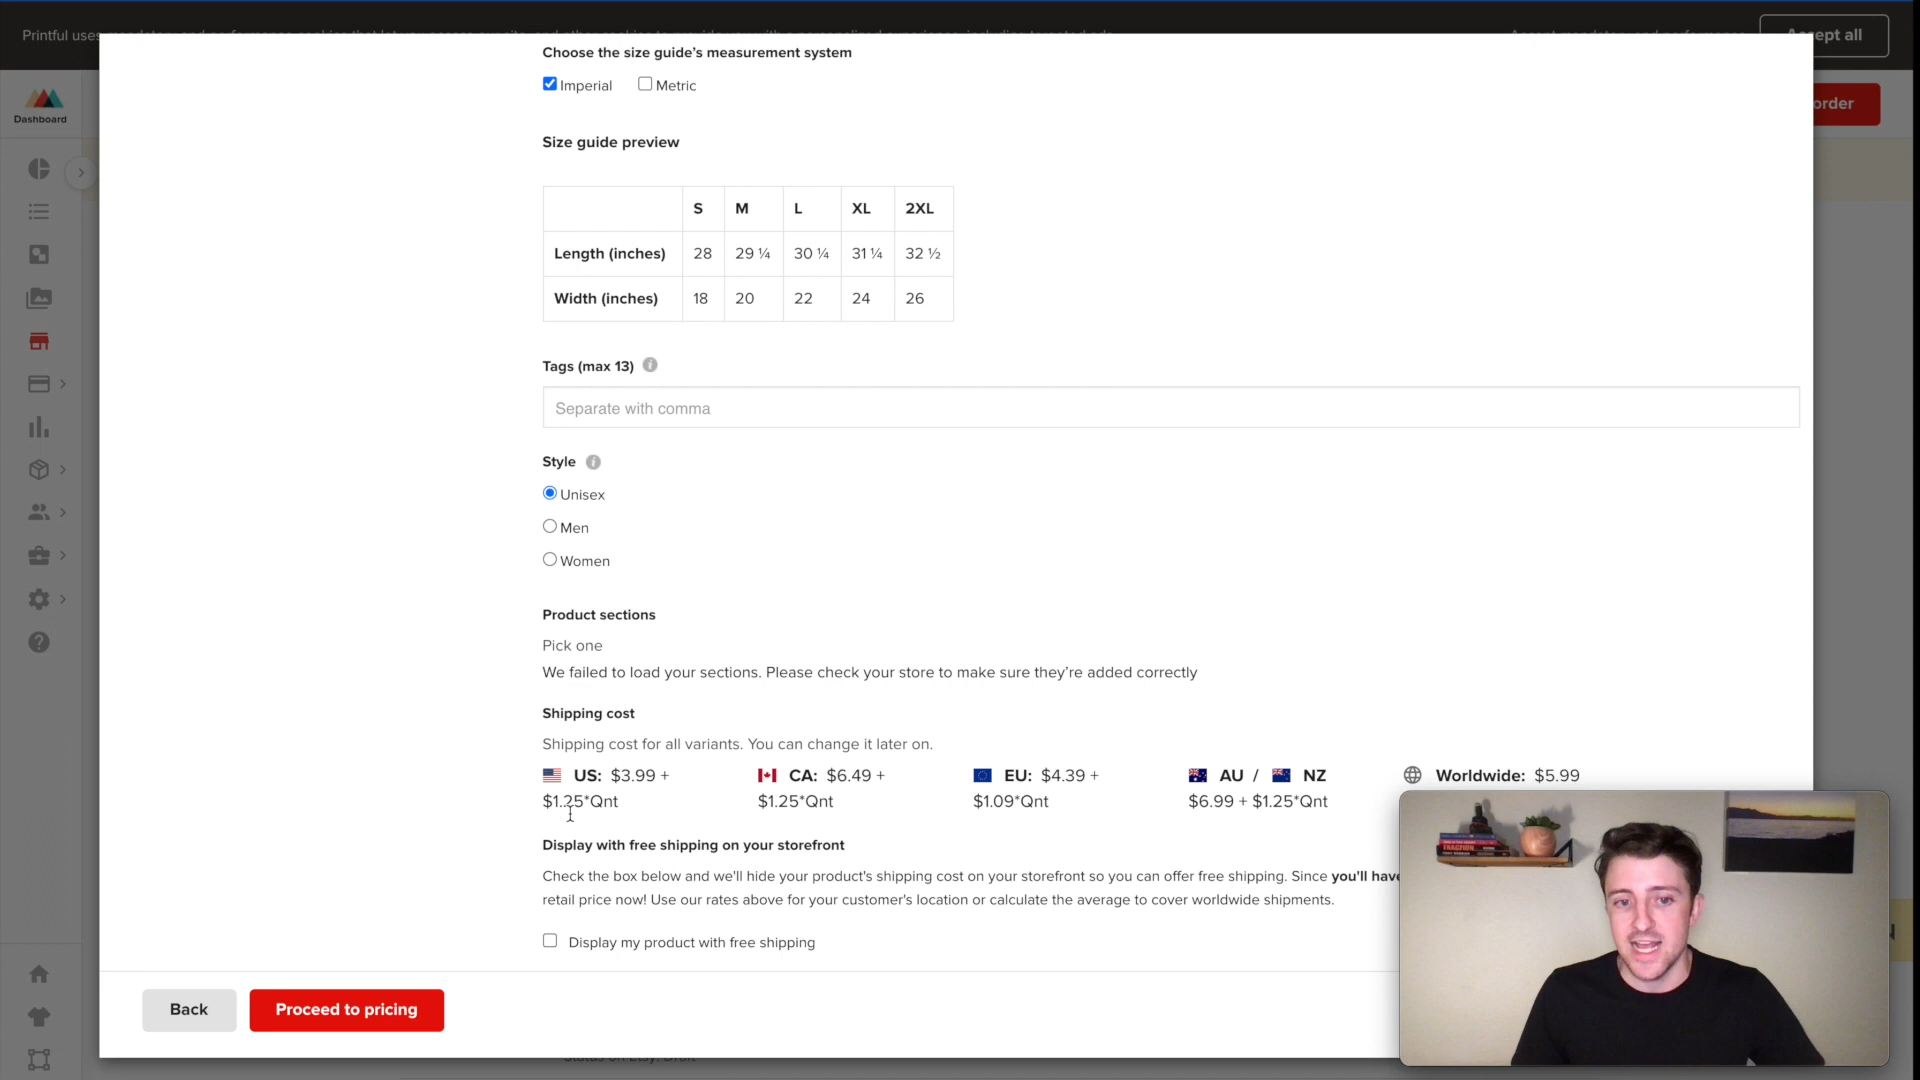 Printful uses
ept all
Dashboard
order
Choose the size guide’s measurement system
Imperial Metric
Size guide preview
S M L XL 2XL
Length (inches) 28 29 ¼ 30 ¼ 31 ¼ 32 ½
Width (inches) 18 20 22 24 26
Tags (max 13)
Separate with comma
Style
Unisex
Men
Women
Product sections
Pick one
We failed to load your sections. Please check your store to make sure they’re added correctly
Shipping cost
Shipping cost for all variants. You can change it later on.
US: $3.99 + CA: $6.49 + EU: $4.39 + AU / NZ Worldwide: $5.99
$1.25*Qnt $1.25*Qnt $1.09*Qnt $6.99 + $1.25*Qnt
Display with free shipping on your storefront
Check the box below and we'll hide your product's shipping cost on your storefront so you can offer free shipping. Since you'll have
retail price now! Use our rates above for your customer's location or calculate the average to cover worldwide shipments.
Display my product with free shipping
Back Proceed to pricing